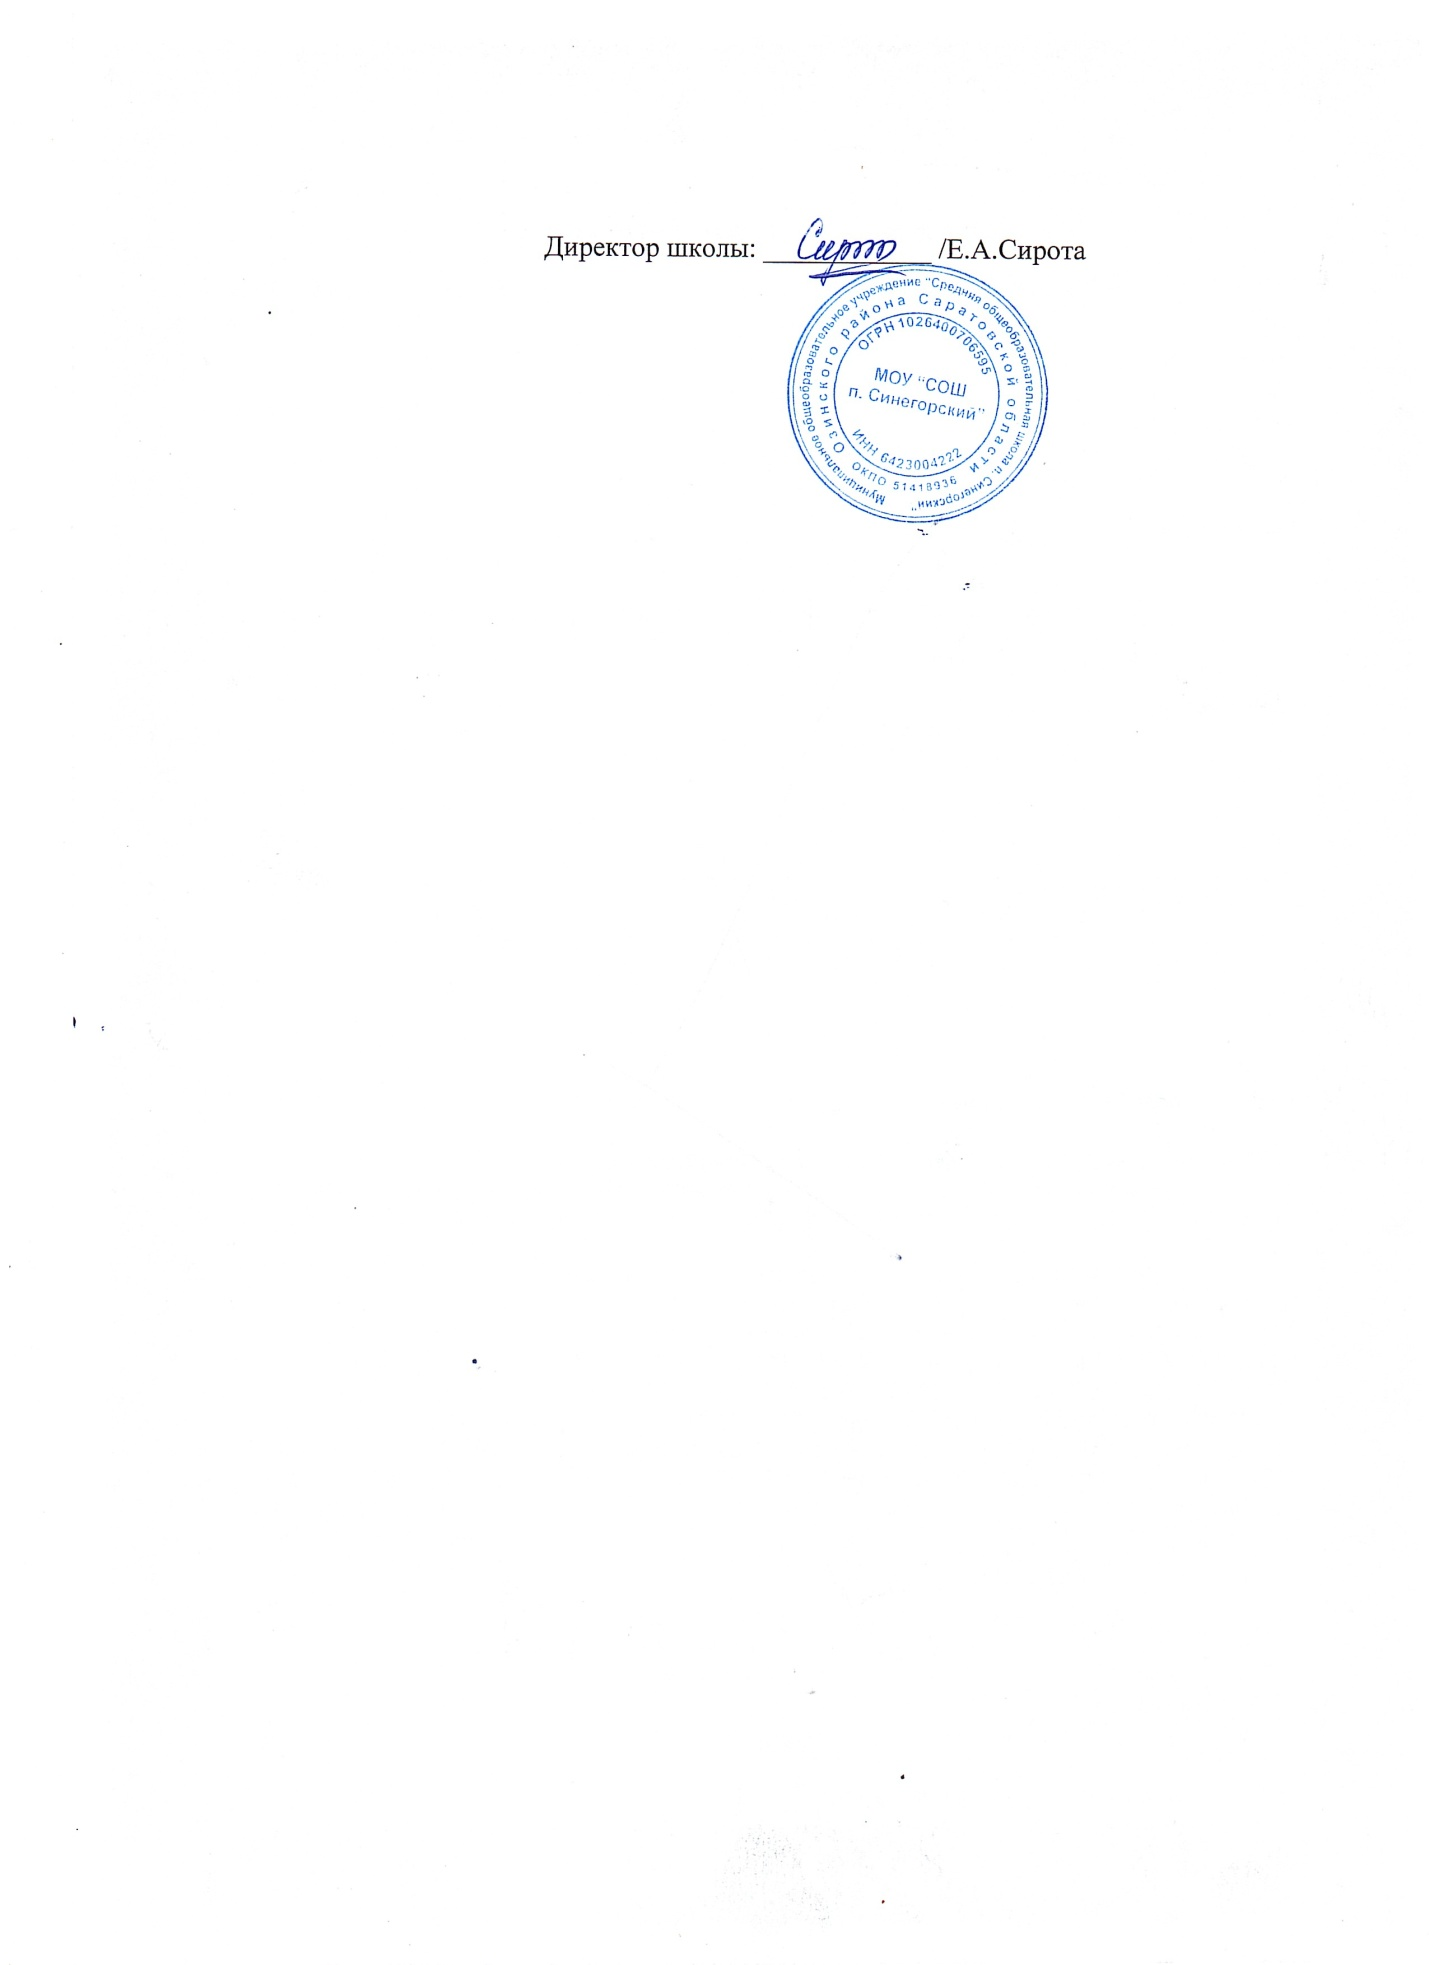 Директор школы: ____________ /Е.А.Сирота
Муниципальное общеобразовательное учреждение "Средняя общеобразовательная школа п. Синегорский"
Озинского района Саратовской области
ОГРН 1026400706595
МОУ "СОШ
п. Синегорский"
ИНН 6423004222
ОКПО 51418936